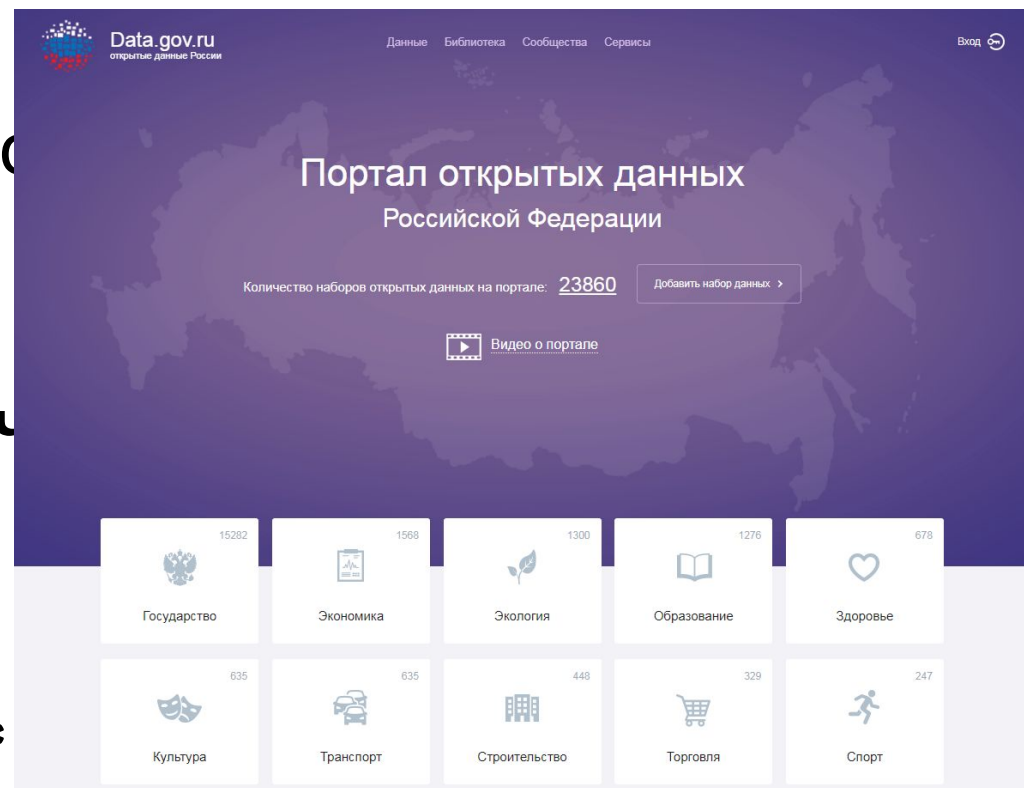 Data.gov.ru
открытые данные России
Данные Библиотека Сообщества Сервисы
Вход
Портал открытых данных
Российской Федерации
Количество наборов открытых данных на портале: 23860
Добавить набор данных >
Видео о портале
15282
Государство
1568
Экономика
1300
Экология
1276
Образование
678
Здоровье
635
Культура
635
Транспорт
448
Строительство
329
Торговля
247
Спорт